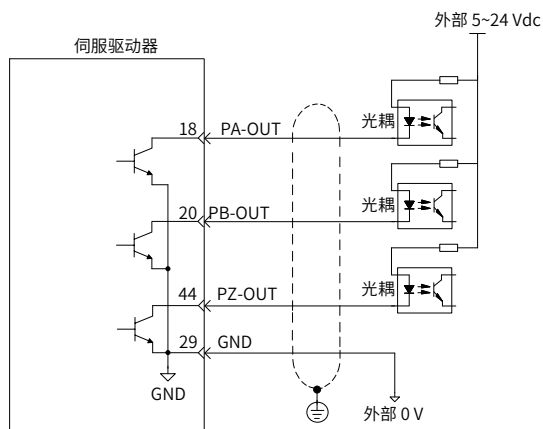 外部 5~24 Vdc
伺服驱动器
18 PA-OUT
光耦
20 PB-OUT
光耦
44 PZ-OUT
光耦
29 GND
GND
外部 0 V